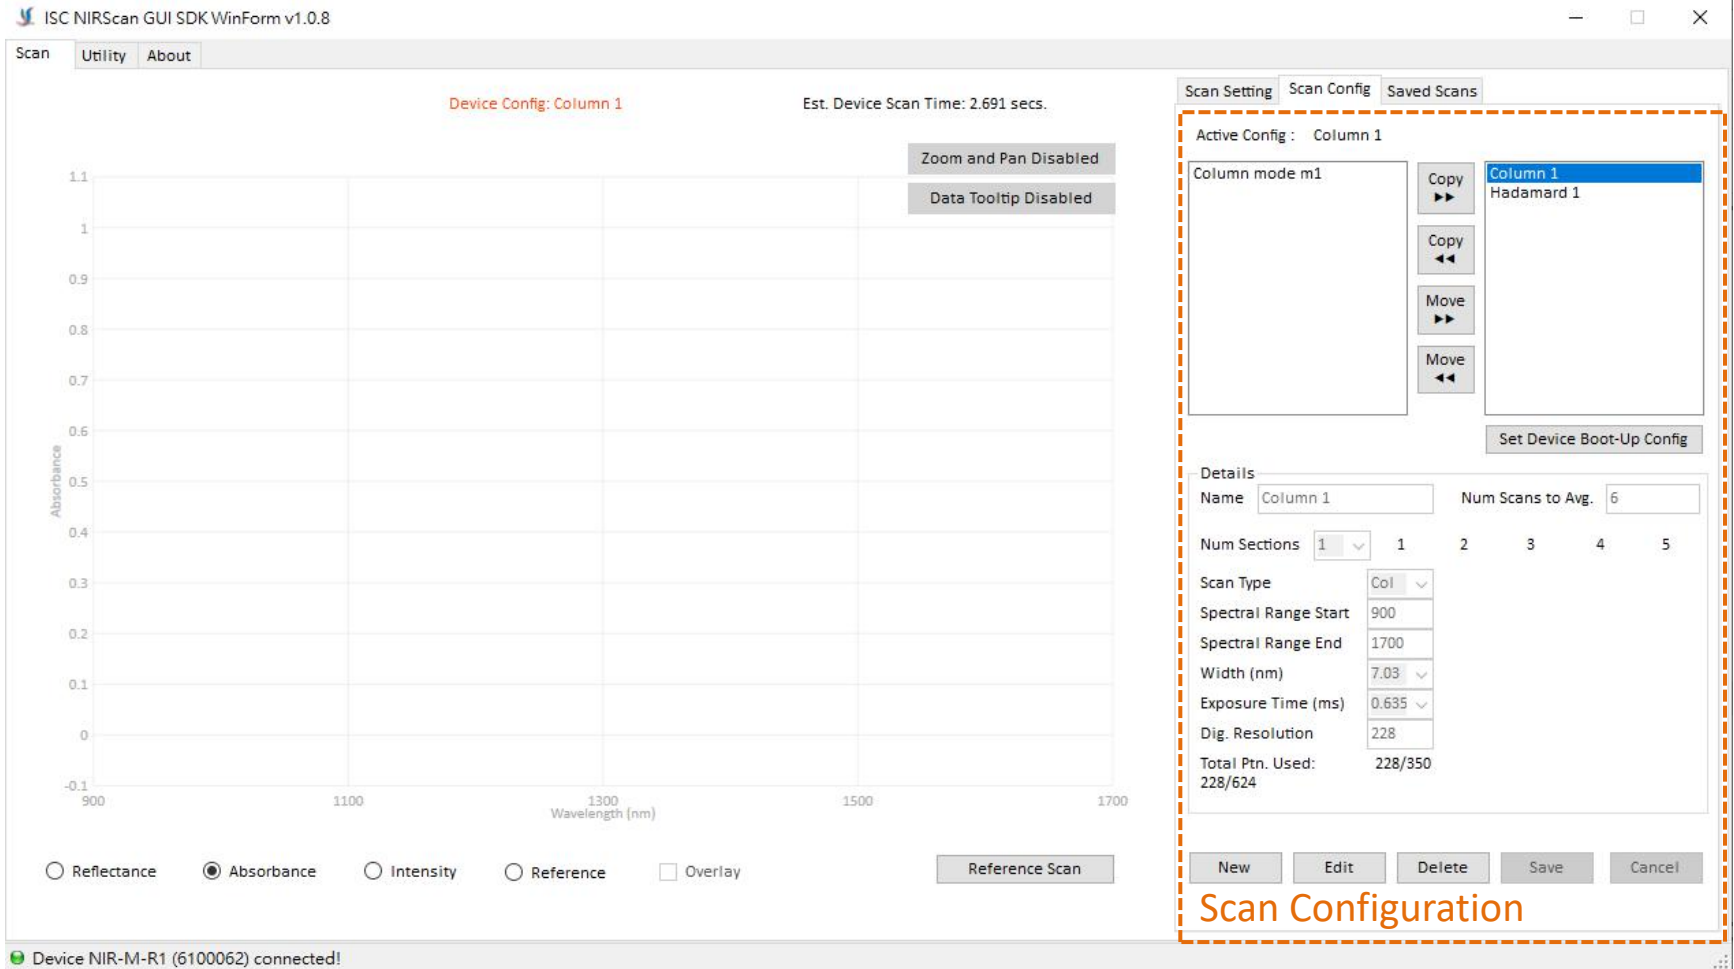 ISC NIRScan GUI SDK WinForm v1.0.8
Scan Utility About
Device Config: Column 1
Est. Device Scan Time: 2.691 secs.
Zoom and Pan Disabled
Data Tooltip Disabled
1.1
1
0.9
0.8
0.7
0.6
0.5
0.4
0.3
0.2
0.1
0
-0.1
Absorbance
900 1100 1300 1500 1700
Wavelength (nm)
Reflectance Absorbance Intensity Reference Overlay
Reference Scan
Scan Setting Scan Config Saved Scans
Active Config : Column 1
Column mode m1
Copy
Copy
Move
Move
Column 1
Hadamard 1
Set Device Boot-Up Config
Details
Name Column 1 Num Scans to Avg. 6
Num Sections 1 1 2 3 4 5
Scan Type Col
Spectral Range Start 900
Spectral Range End 1700
Width (nm) 7.03
Exposure Time (ms) 0.635
Dig. Resolution 228
Total Ptn. Used: 228/350
228/624
New Edit Delete Save Cancel
Scan Configuration
Device NIR-M-R1 (6100062) connected!